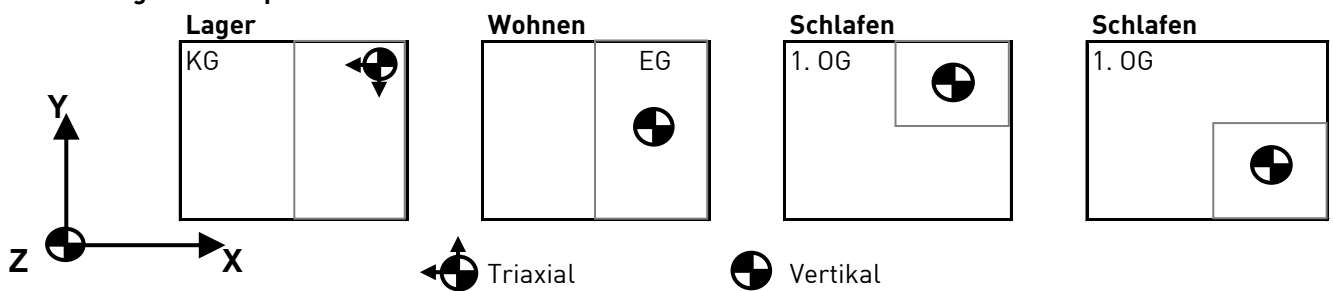 Lager Wohnen Schlafen Schlafen
KG EG 1. OG 1. OG
Y
Z X
Triaxial Vertikal